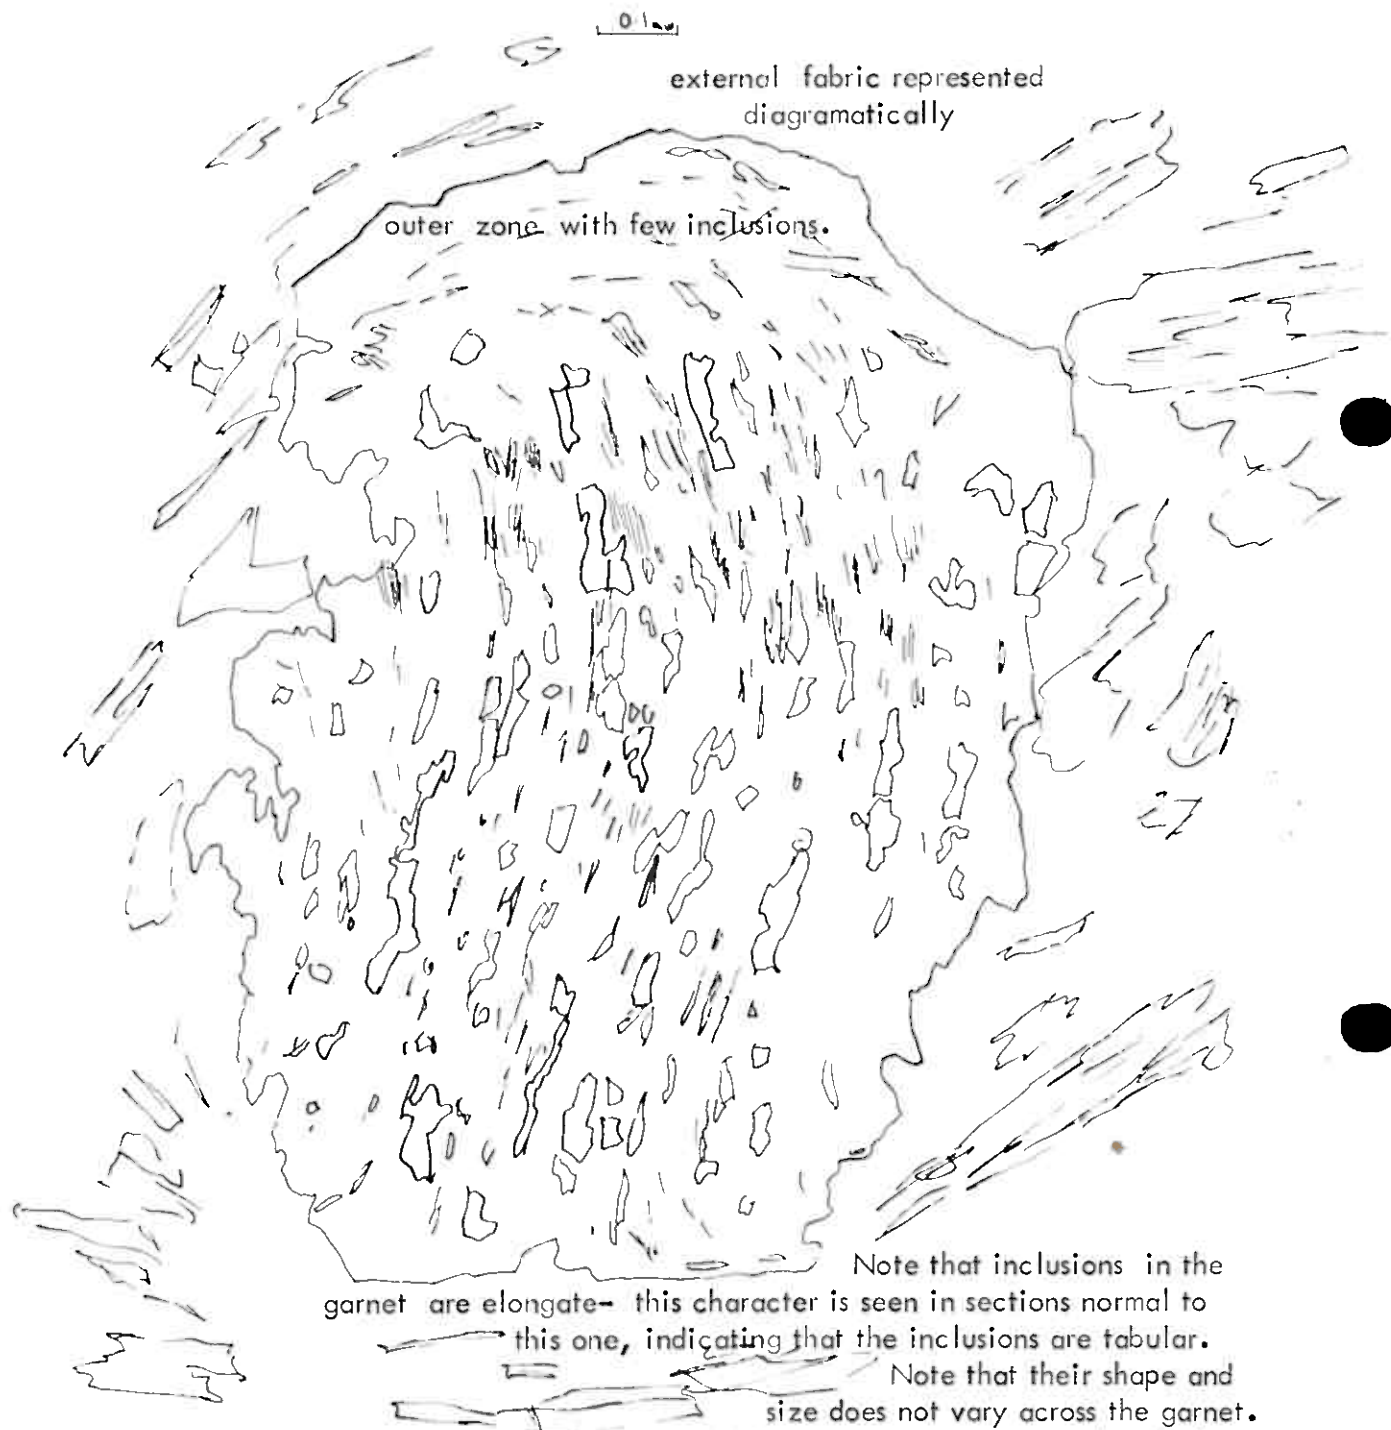 0·1mm
external fabric represented
diagramatically
outer zone with few inclusions.
Note that inclusions in the
garnet are elongate- this character is seen in sections normal to
this one, indicating that the inclusions are tabular.
Note that their shape and
size does not vary across the garnet.